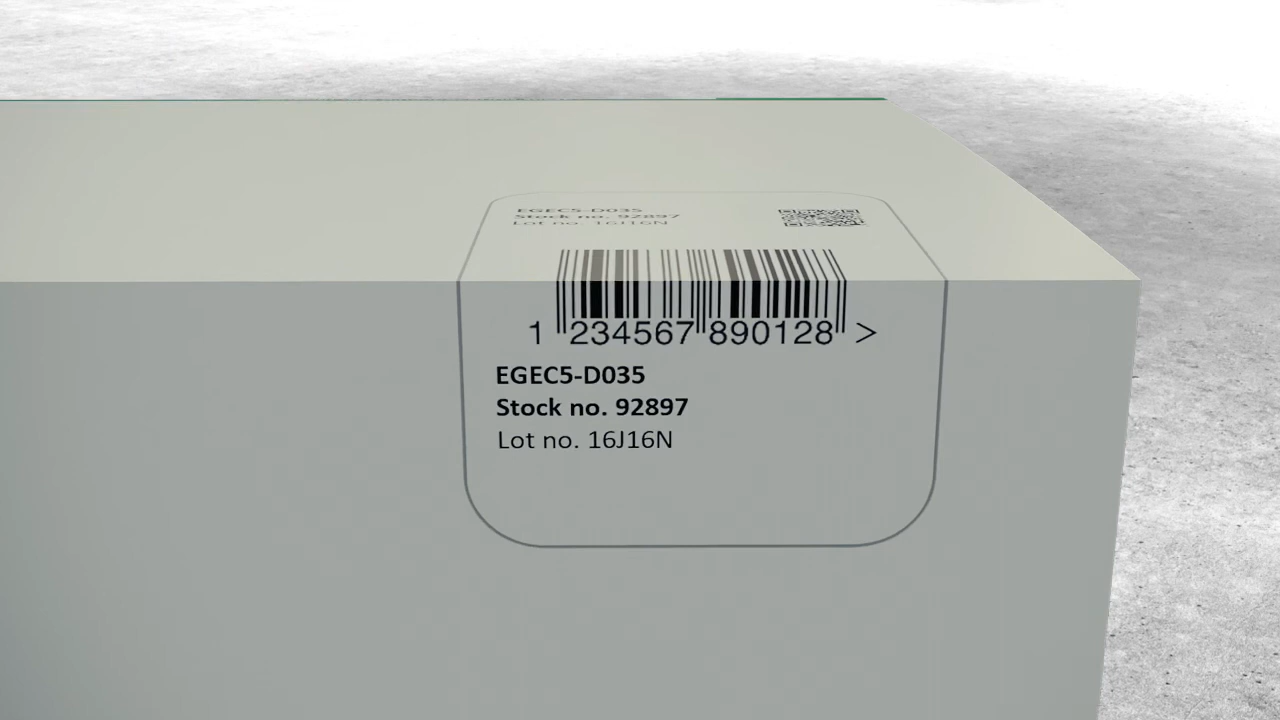 EGEC5-D035
Stock no. 92897
Lot no. 16J16N
1 234567 890128 >
EGEC5-D035
Stock no. 92897
Lot no. 16J16N